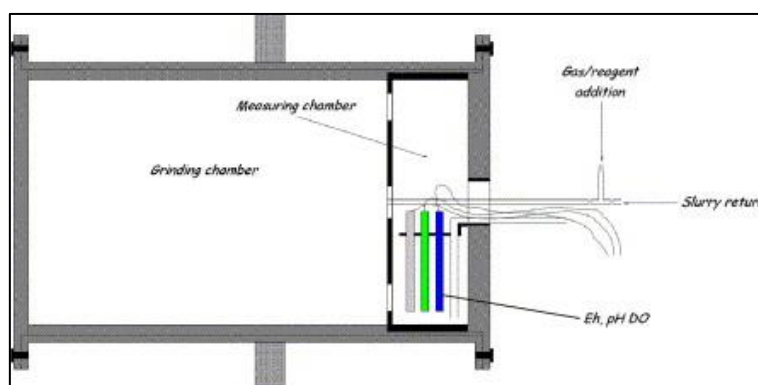 Gas/reagent
addition
Measuring chamber
Grinding chamber
Slurry return
Eh, pH DO